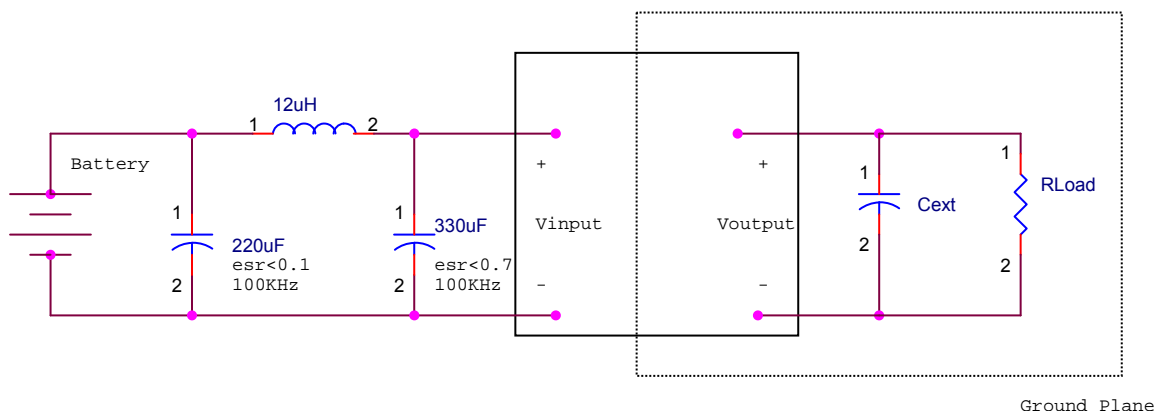 12uH
1 2
Battery
+ +
1
RLoad
1 1 1
Cext
330uF
Vinput Voutput
220uF
esr<0.1 esr<0.7
2 2
2 2
100KHz 100KHz
- -
Ground Plane